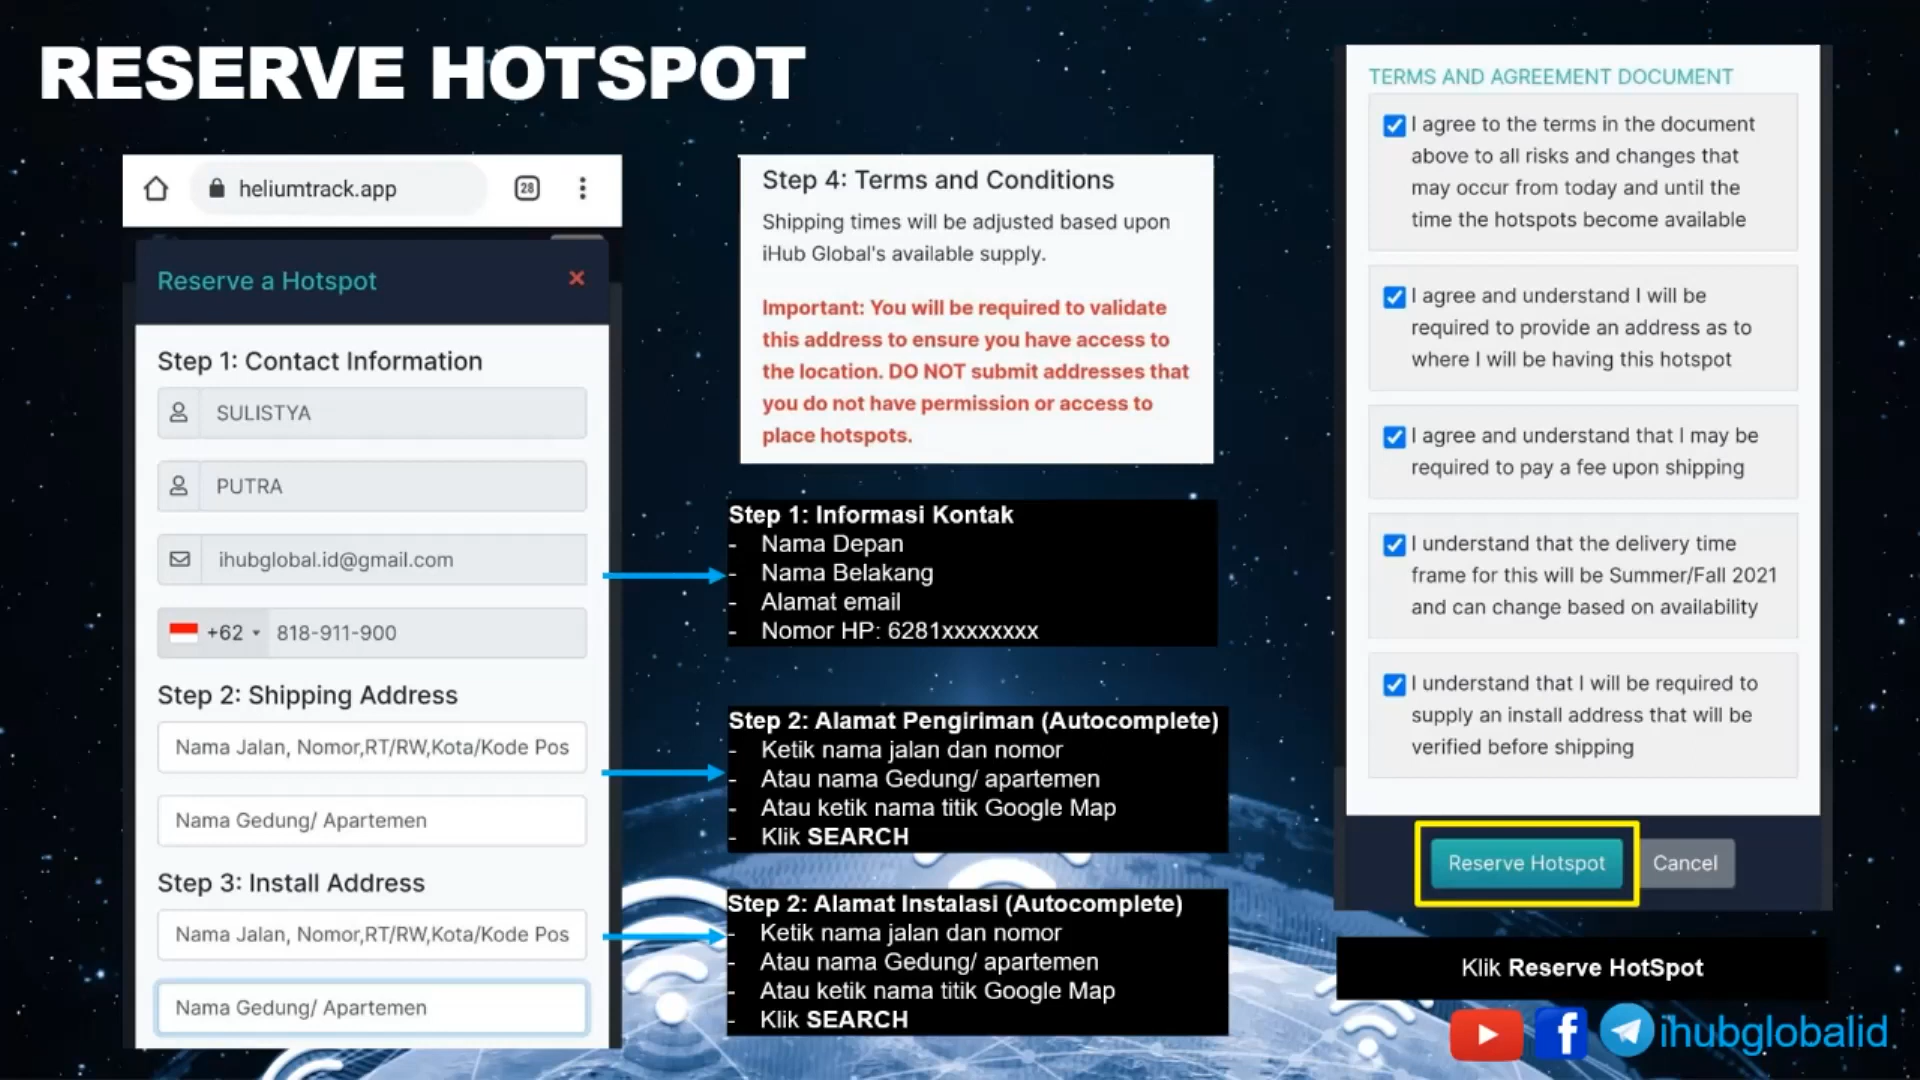 RESERVE HOTSPOT
heliumtrack.app
28
Reserve a Hotspot
Step 1: Contact Information
SULISTYA
PUTRA
ihubglobal.id@gmail.com
+62 818-911-900
Step 2: Shipping Address
Nama Jalan, Nomor,RT/RW,Kota/Kode Pos
Nama Gedung/ Apartemen
Step 3: Install Address
Nama Jalan, Nomor,RT/RW,Kota/Kode Pos
Nama Gedung/ Apartemen
Step 4: Terms and Conditions
Shipping times will be adjusted based upon
iHub Global's available supply.
Important: You will be required to validate
this address to ensure you have access to
the location. DO NOT submit addresses that
you do not have permission or access to
place hotspots.
Step 1: Informasi Kontak
- Nama Depan
- Nama Belakang
- Alamat email
- Nomor HP: 6281xxxxxxxx
Step 2: Alamat Pengiriman (Autocomplete)
- Ketik nama jalan dan nomor
- Atau nama Gedung/ apartemen
- Atau ketik nama titik Google Map
- Klik SEARCH
Step 2: Alamat Instalasi (Autocomplete)
- Ketik nama jalan dan nomor
- Atau nama Gedung/ apartemen
- Atau ketik nama titik Google Map
- Klik SEARCH
TERMS AND AGREEMENT DOCUMENT
I agree to the terms in the document
above to all risks and changes that
may occur from today and until the
time the hotspots become available
I agree and understand I will be
required to provide an address as to
where I will be having this hotspot
I agree and understand that I may be
required to pay a fee upon shipping
I understand that the delivery time
frame for this will be Summer/Fall 2021
and can change based on availability
I understand that I will be required to
supply an install address that will be
verified before shipping
Reserve Hotspot
Cancel
Klik Reserve HotSpot
ihubglobalid